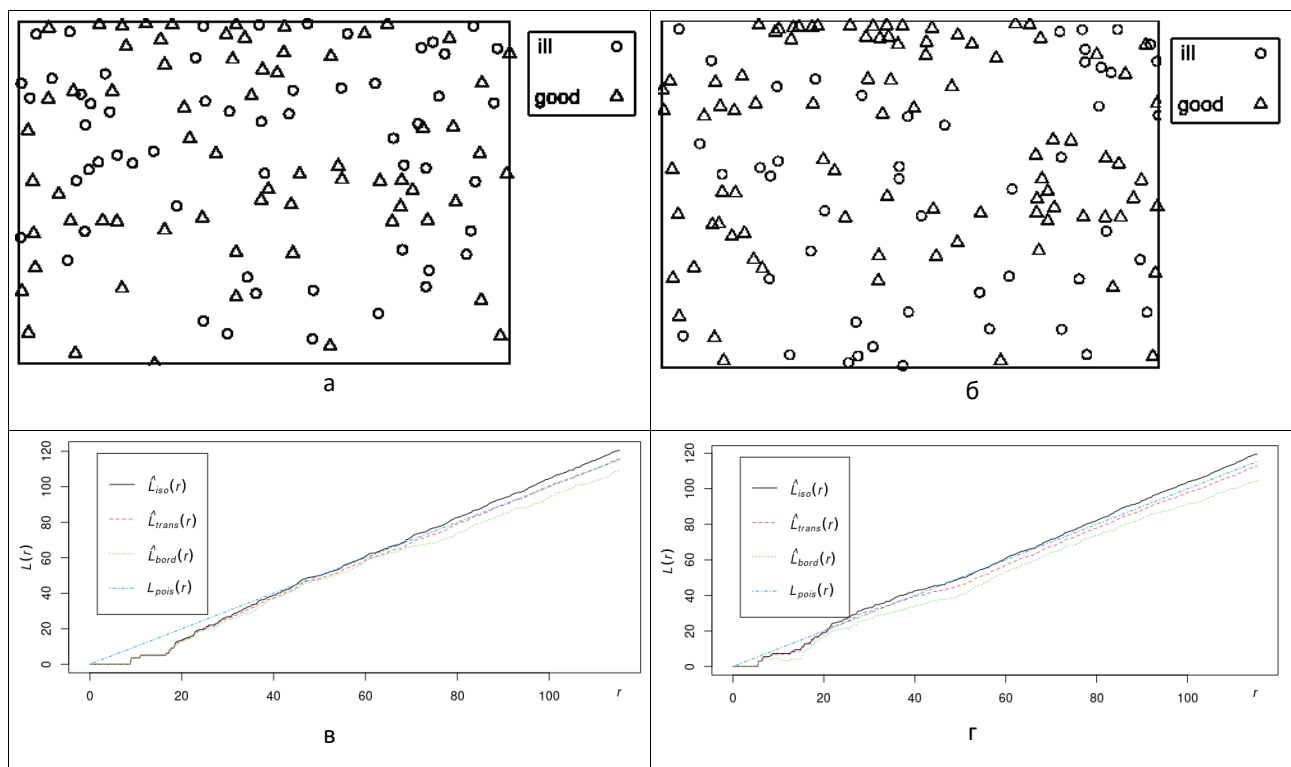 ill
good
а
ill
good
б
L̂iso(r)
L̂trans(r)
L̂bord(r)
Lpois(r)
L(r)
0 20 40 60 80 100 120
0 20 40 60 80 100 r
в
L̂iso(r)
L̂trans(r)
L̂bord(r)
Lpois(r)
L(r)
0 20 40 60 80 100 120
0 20 40 60 80 100 r
г